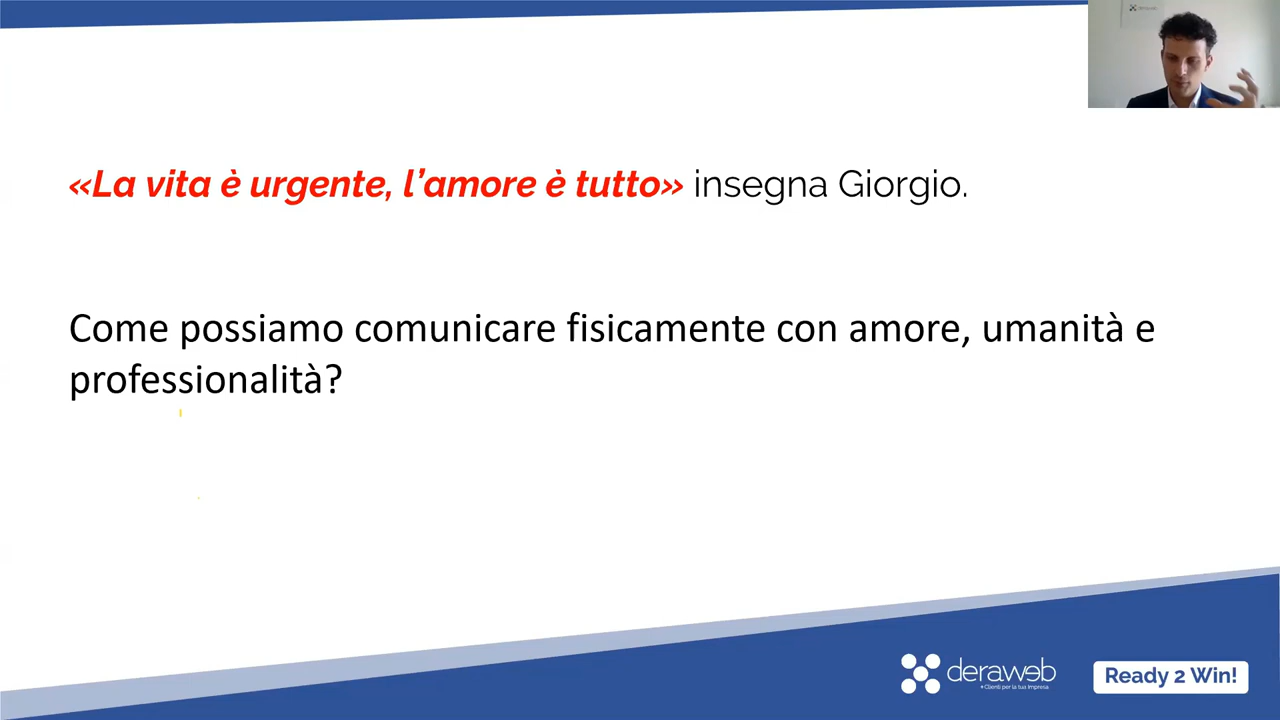 «La vita è urgente, l’amore è tutto» insegna Giorgio.
Come possiamo comunicare fisicamente con amore, umanità e
professionalità?
deraweb
+Clienti per la tua Impresa
Ready 2 Win!